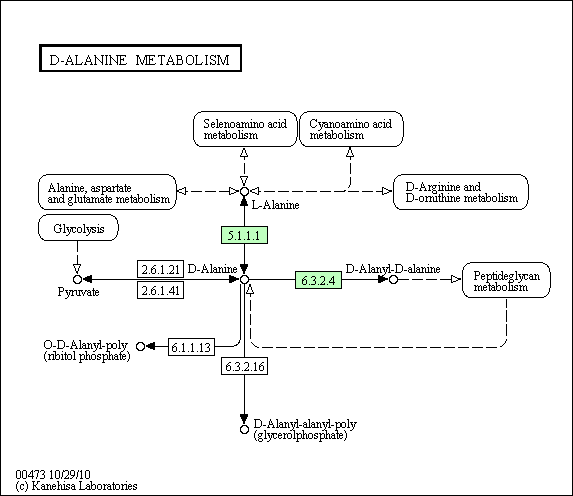 D-ALANINE METABOLISM
Selenoamino acid
metabolism
Cyanoamino acid
metabolism
Alanine, aspartate
and glutamate metabolism
L-Alanine
D-Arginine and
D-ornithine metabolism
Glycolysis
5.1.1.1
2.6.1.21
D-Alanine
6.3.2.4
D-Alanyl-D-alanine
Pyruvate
2.6.1.41
Peptideglycan
metabolism
O-D-Alanyl-poly
(ribitol phosphate)
6.1.1.13
6.3.2.16
D-Alanyl-alanyl-poly
(glycerolphosphate)
00473 10/29/10
(c) Kanehisa Laboratories